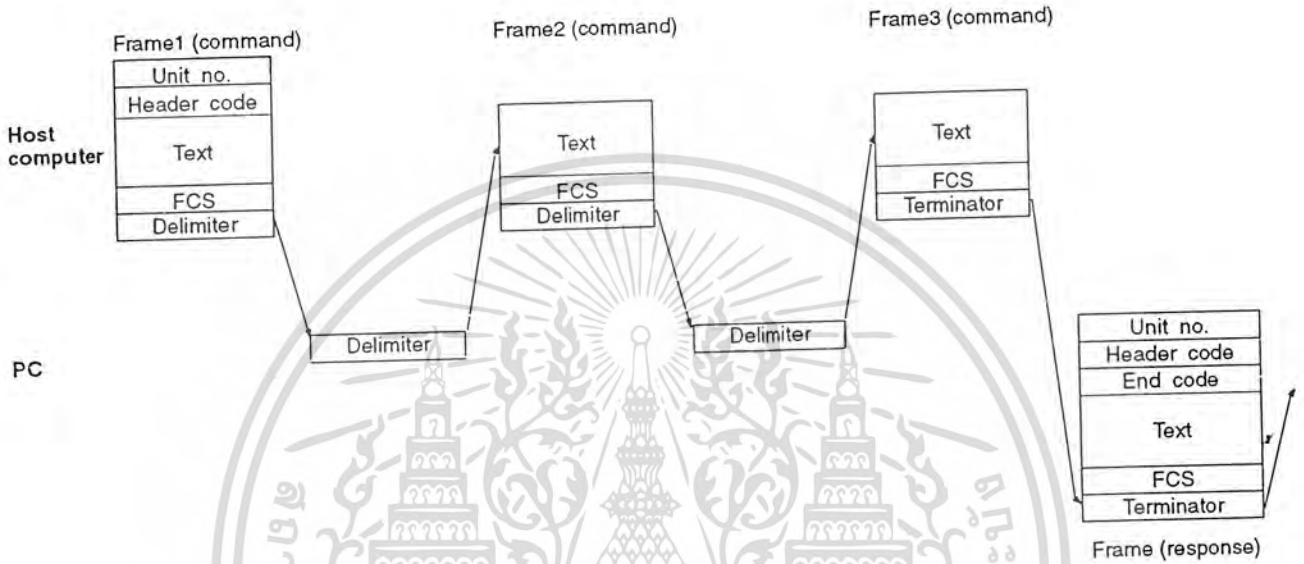 Frame1 (command)
Unit no.
Header code
Text
FCS
Delimiter
Frame2 (command)
Text
FCS
Delimiter
Frame3 (command)
Text
FCS
Terminator
Host
computer
Delimiter
Delimiter
PC
Unit no.
Header code
End code
Text
FCS
Terminator
Frame (response)